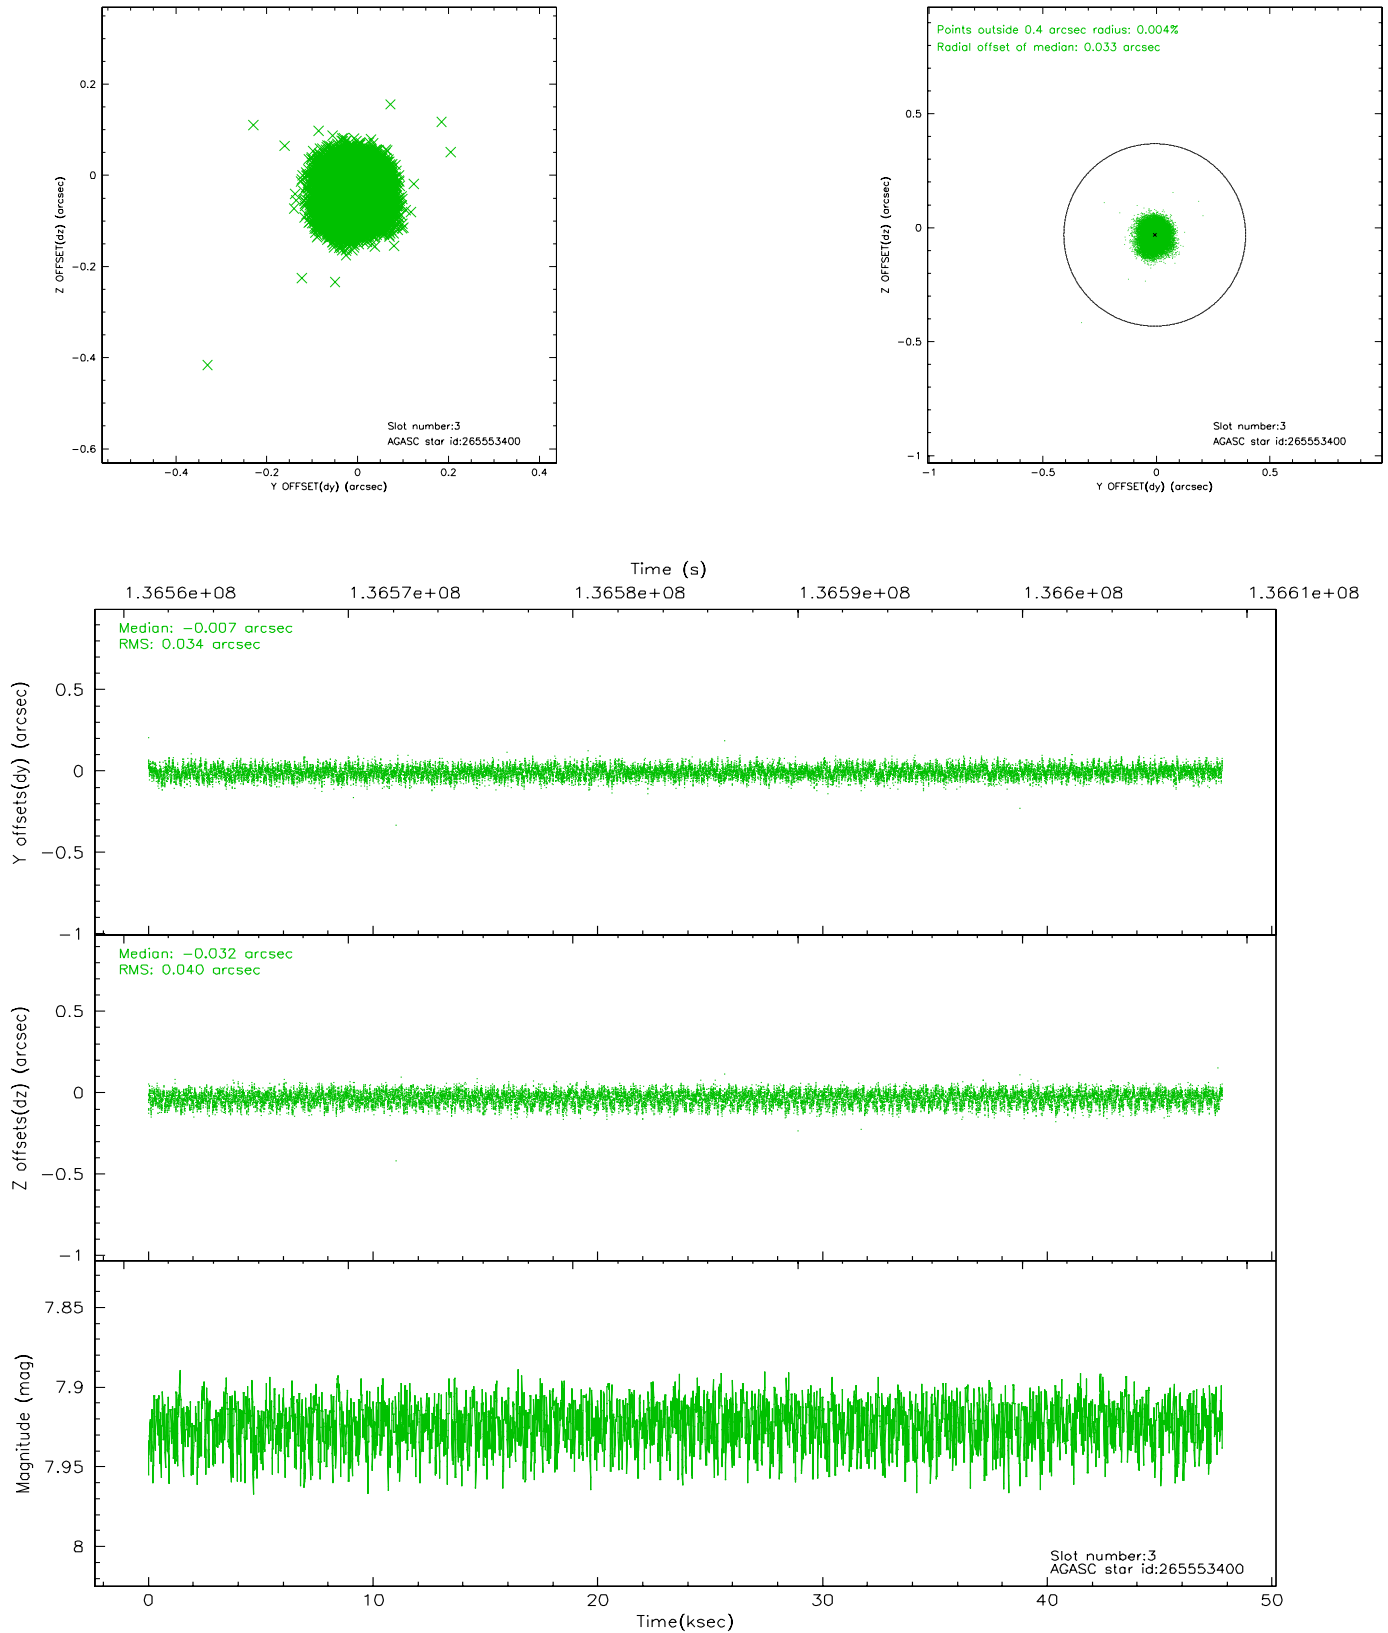 0.2
0
−0.2
−0.4
−0.6
Z OFFSET(dz) (arcsec)
Slot number:3
AGASC star id:265553400
−0.4
−0.2
0
0.2
0.4
Y OFFSET(dy) (arcsec)
Points outside 0.4 arcsec radius: 0.004%
Radial offset of median: 0.033 arcsec
0.5
0
−0.5
−1
Z OFFSET(dz) (arcsec)
Slot number:3
AGASC star id:265553400
−1
−0.5
0
0.5
Y OFFSET(dy) (arcsec)
Time (s)
1.3656e+08
1.3657e+08
1.3658e+08
1.3659e+08
1.366e+08
1.3661e+08
Median: −0.007 arcsec
RMS: 0.034 arcsec
0.5
0
−0.5
−1
Y offsets(dy) (arcsec)
Median: −0.032 arcsec
RMS: 0.040 arcsec
0.5
0
−0.5
−1
Z offsets(dz) (arcsec)
7.85
7.9
7.95
8
Magnitude (mag)
Slot number:3
AGASC star id:265553400
0
10
20
30
40
50
Time(ksec)